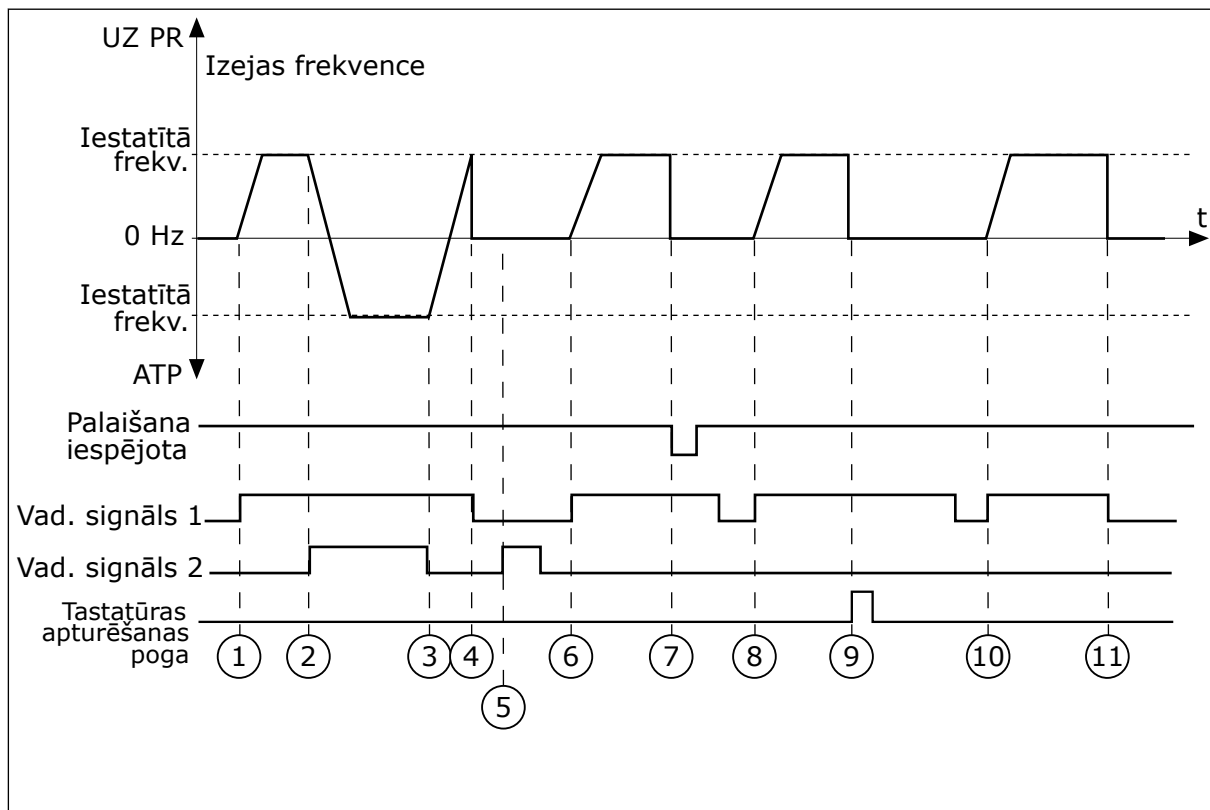 UZ PR
Izejas frekvence
Iestatītā
frekv.
0 Hz
t
Iestatītā
frekv.
ATP
Palaišana
iespējota
Vad. signāls 1
Vad. signāls 2
Tastatūras
apturēšanas
poga
1 2 3 4 6 7 8 9 10 11
5